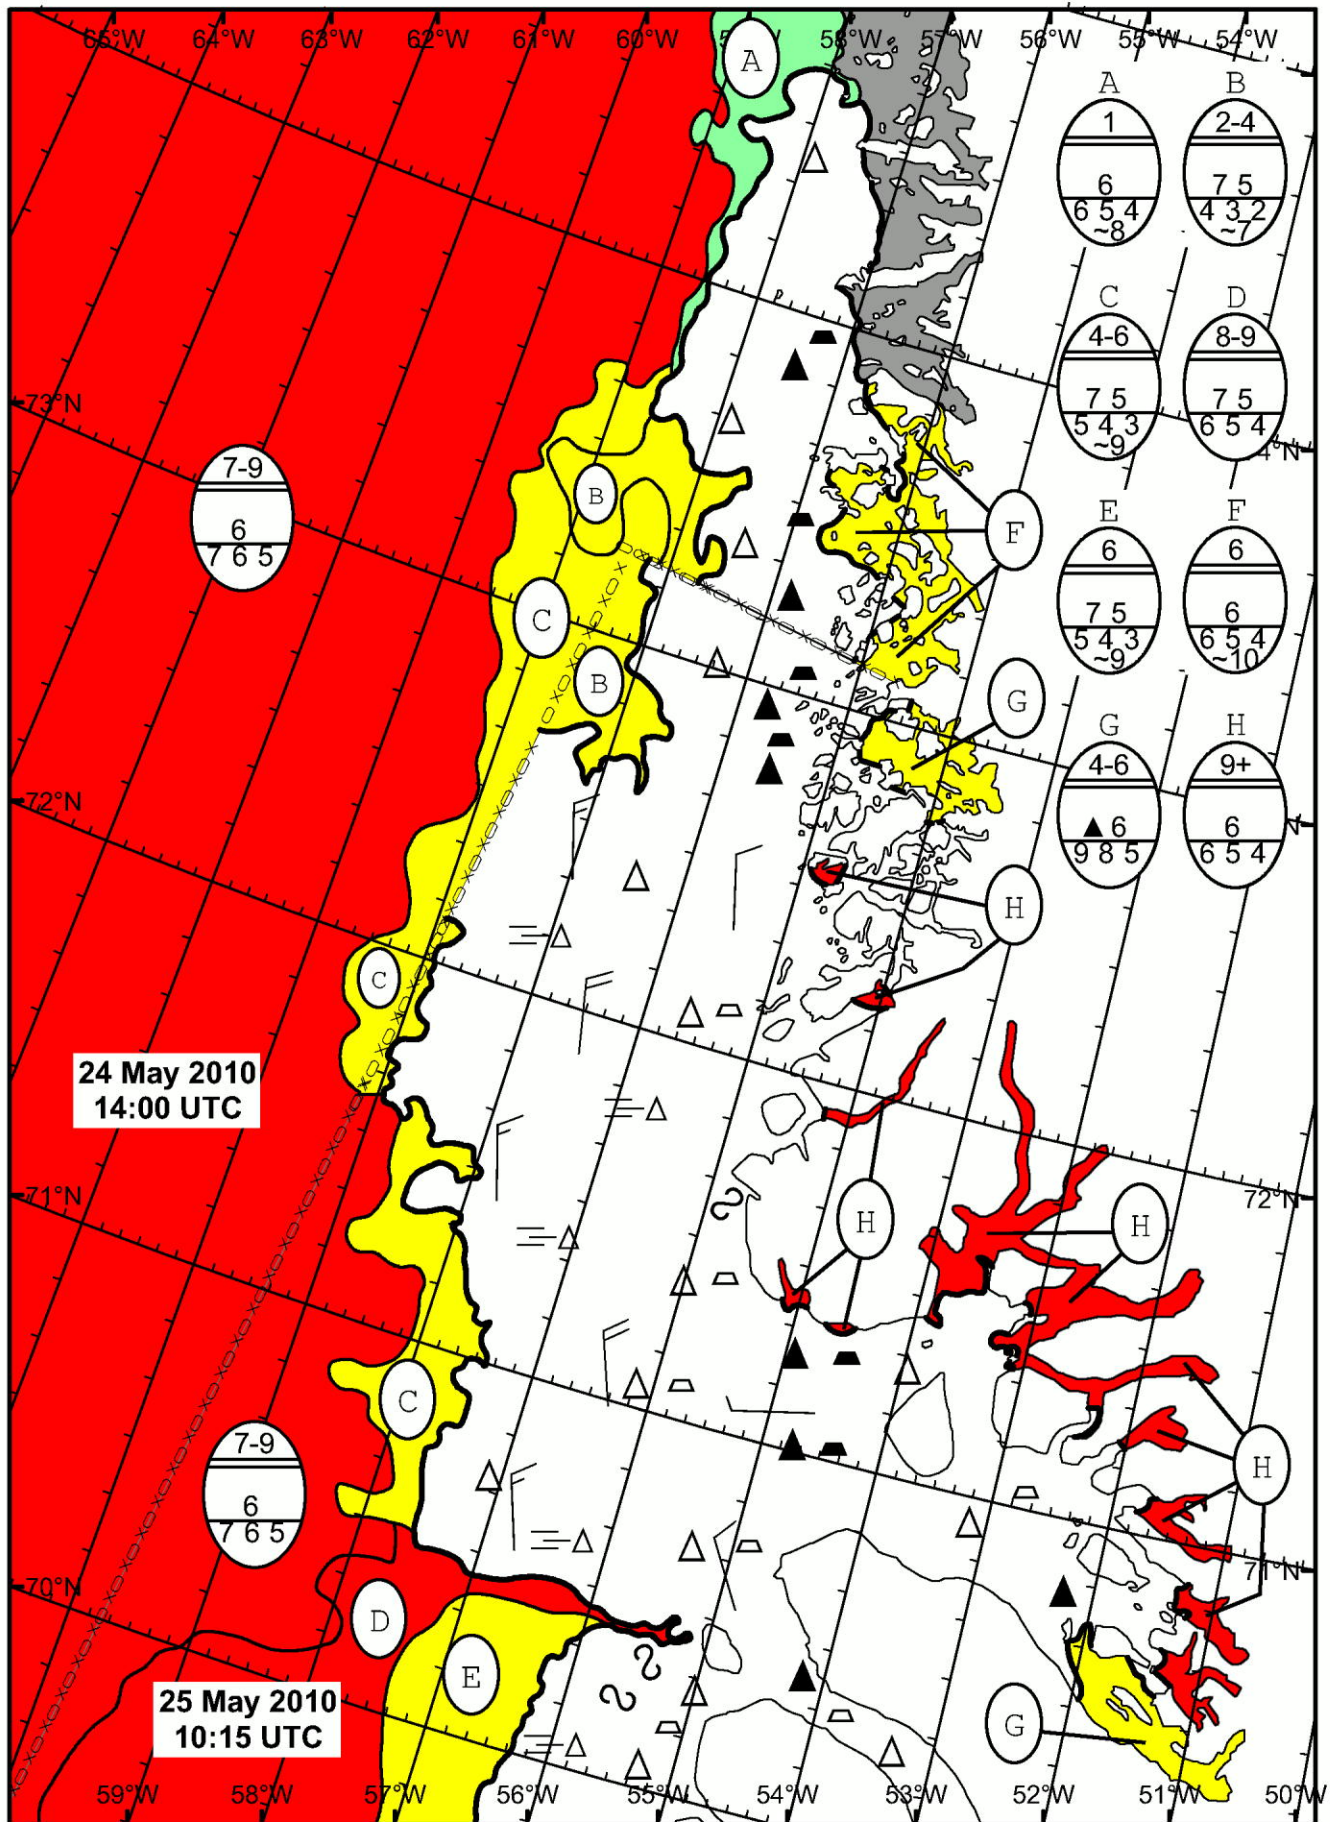 65°W 64°W 63°W 62°W 61°W 60°W 58°W 57°W 56°W 55°W 54°W
A
A B
1 2-4
6 7 5
6 5 4 4 3 2
~8 ~7
C D
4-6 8-9
7 5 7 5
5 4 3 6 5 4
~9
4°N
73°N
7-9
6
7 6 5
B
F
E F
6 6
7 5 6
5 4 3 6 5 4
~9 ~10
C
B
G
G H
4-6 9+
6 6
9 8 5 6 5 4
72°N
N
H
C
24 May 2010
14:00 UTC
71°N
72°N
H
H
C
7-9
6
7 6 5
H
70°N
71°N
D
E
25 May 2010
10:15 UTC
G
59°W 58°W 57°W 56°W 55°W 54°W 53°W 52°W 51°W 50°W